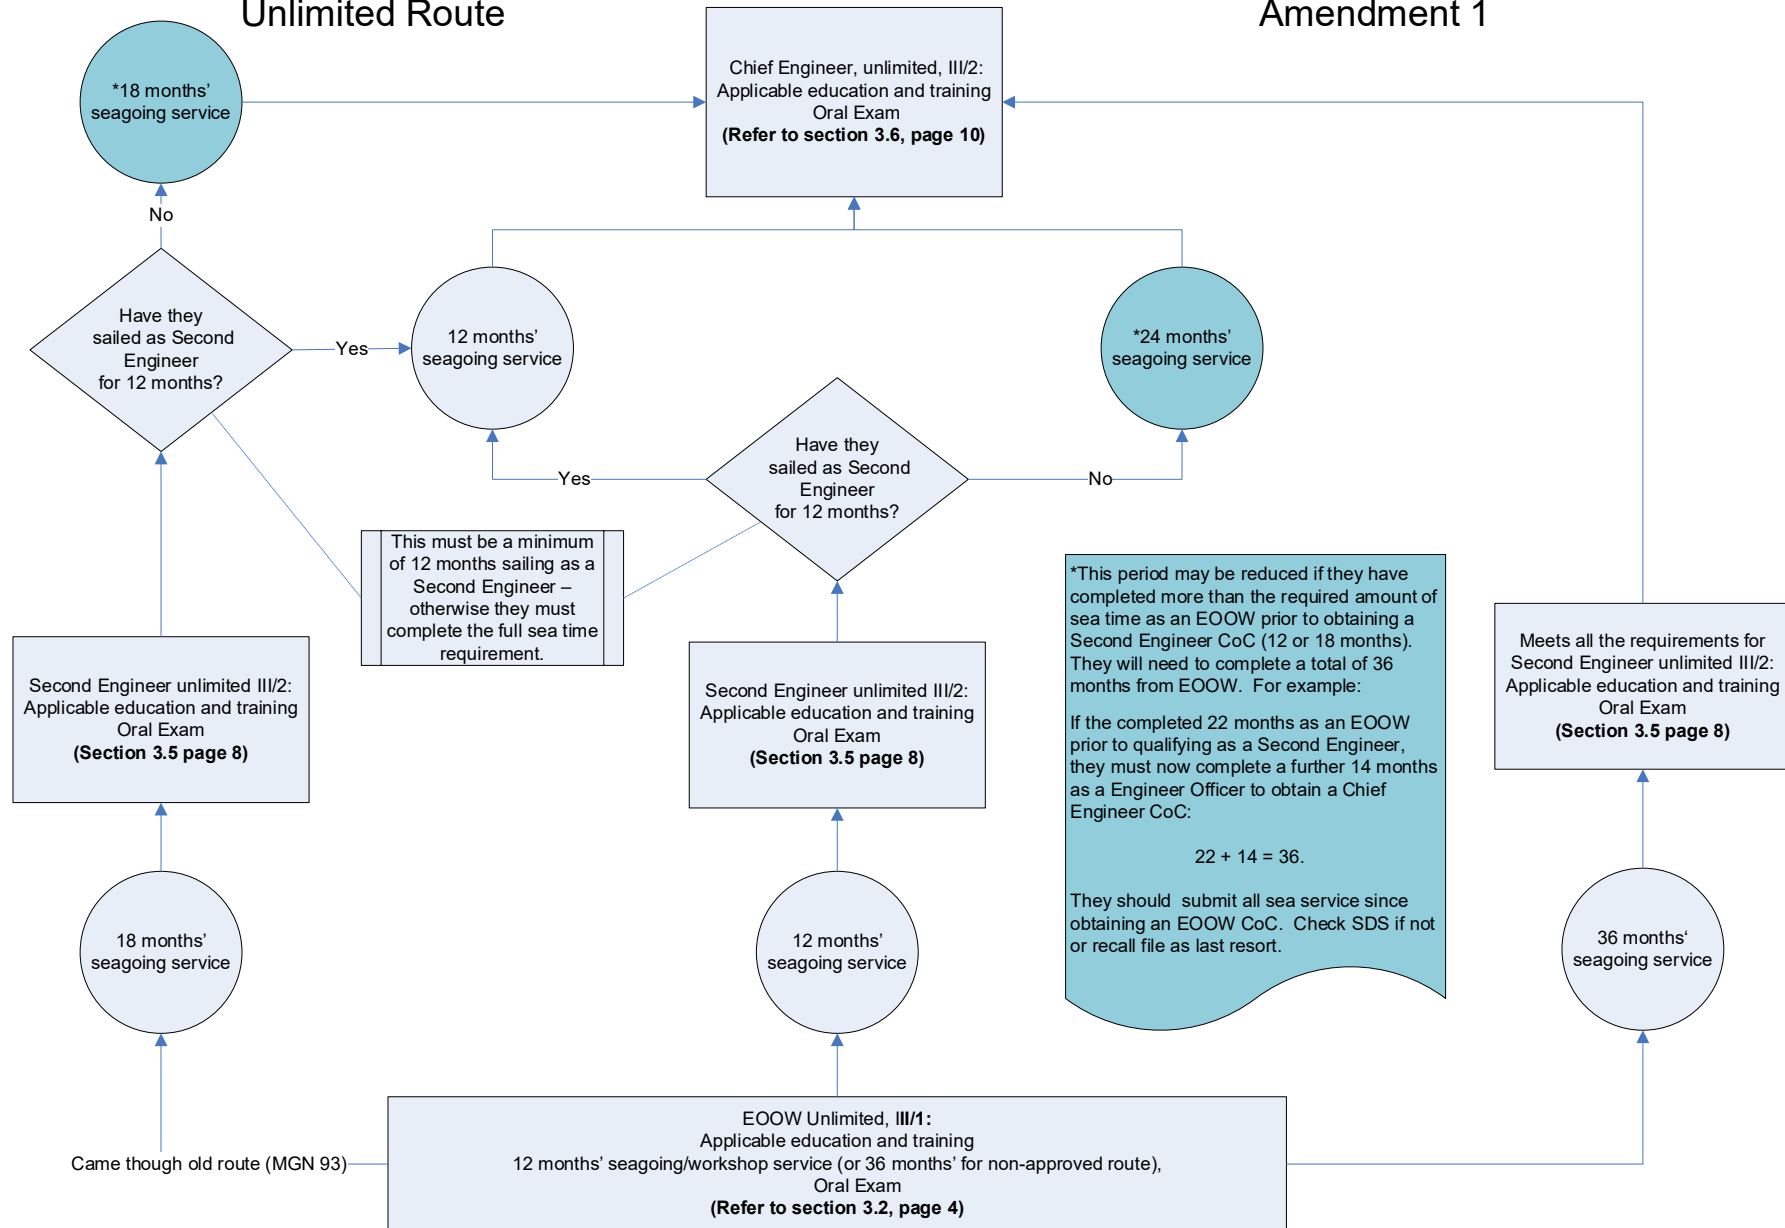 Unlimited Route
Amendment 1
*18 months’
seagoing service
Chief Engineer, unlimited, III/2:
Applicable education and training
Oral Exam
(Refer to section 3.6, page 10)
No
Have they
sailed as Second
Engineer
for 12 months?
Yes
12 months’
seagoing service
*24 months’
seagoing service
Have they
sailed as Second
Engineer
for 12 months?
Yes
No
This must be a minimum
of 12 months sailing as a
Second Engineer –
otherwise they must
complete the full sea time
requirement.
*This period may be reduced if they have
completed more than the required amount of
sea time as an EOOW prior to obtaining a
Second Engineer CoC (12 or 18 months).
They will need to complete a total of 36
months from EOOW.  For example:
If the completed 22 months as an EOOW
prior to qualifying as a Second Engineer,
they must now complete a further 14 months
as a Engineer Officer to obtain a Chief
Engineer CoC:
22 + 14 = 36.
They should  submit all sea service since
obtaining an EOOW CoC.  Check SDS if not
or recall file as last resort.
Second Engineer unlimited III/2:
Applicable education and training
Oral Exam
(Section 3.5 page 8)
Second Engineer unlimited III/2:
Applicable education and training
Oral Exam
(Section 3.5 page 8)
Meets all the requirements for
Second Engineer unlimited III/2:
Applicable education and training
Oral Exam
(Section 3.5 page 8)
18 months’
seagoing service
12 months’
seagoing service
36 months‘
seagoing service
Came though old route (MGN 93)
EOOW Unlimited, III/1:
Applicable education and training
12 months’ seagoing/workshop service (or 36 months’ for non-approved route),
Oral Exam
(Refer to section 3.2, page 4)